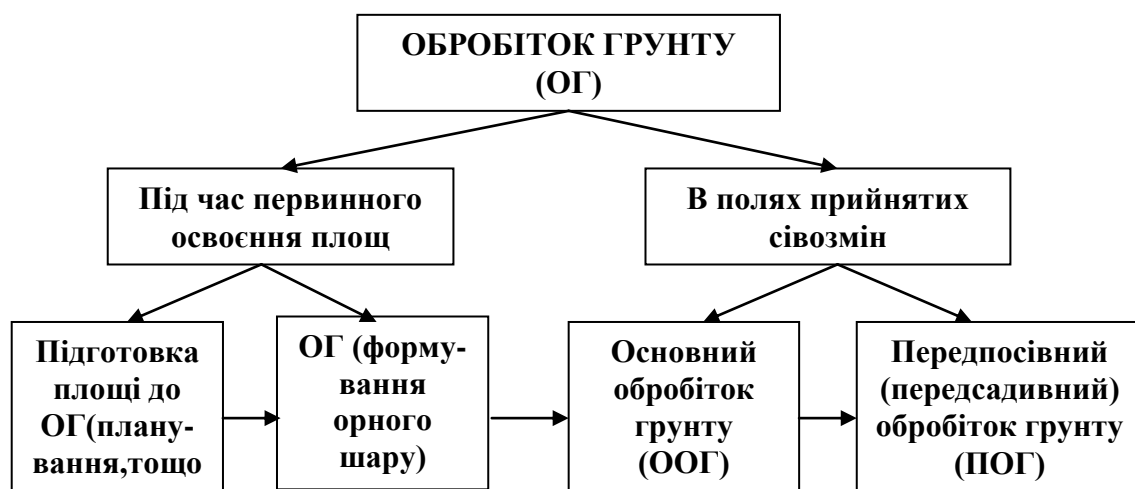 ОБРОБІТОК ГРУНТУ
(ОГ)
Під час первинного
освоєння площ
В полях прийнятих
сівозмін
Підготовка
площі до
ОГ(плану-
вання,тощо
ОГ (форму-
вання
орного
шару)
Основний
обробіток
грунту
(ООГ)
Передпосівний
(передсадивний)
обробіток грунту
(ПОГ)